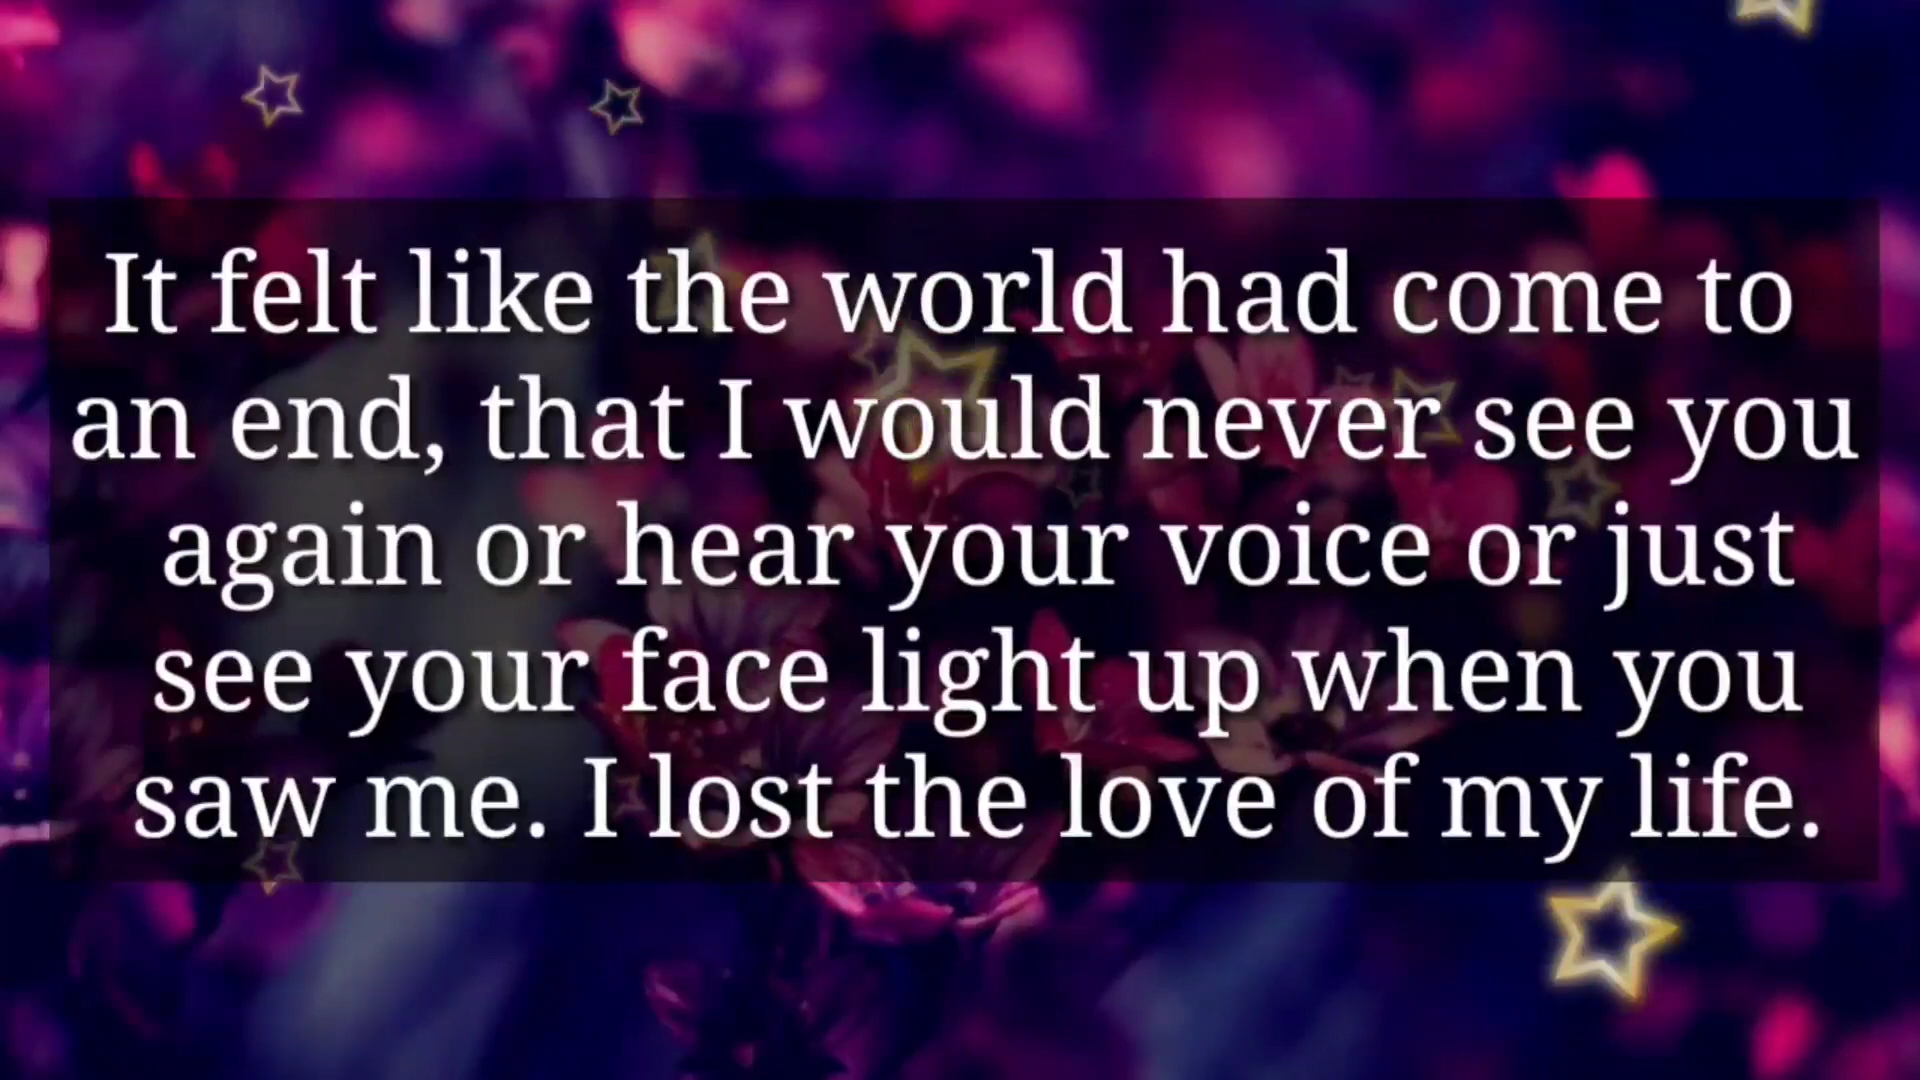 It felt like the world had come to
an end, that I would never see you
again or hear your voice or just
see your face light up when you
saw me. I lost the love of my life.